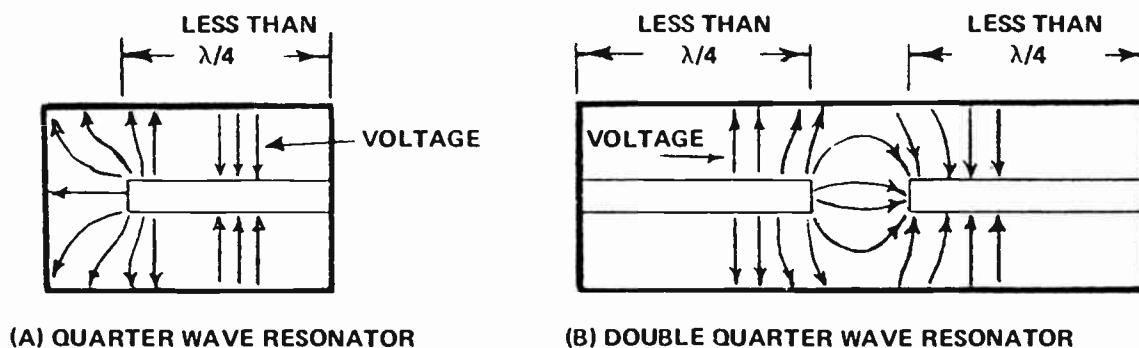 LESS THAN
λ/4
VOLTAGE
(A) QUARTER WAVE RESONATOR
LESS THAN
λ/4
LESS THAN
λ/4
VOLTAGE
(B) DOUBLE QUARTER WAVE RESONATOR